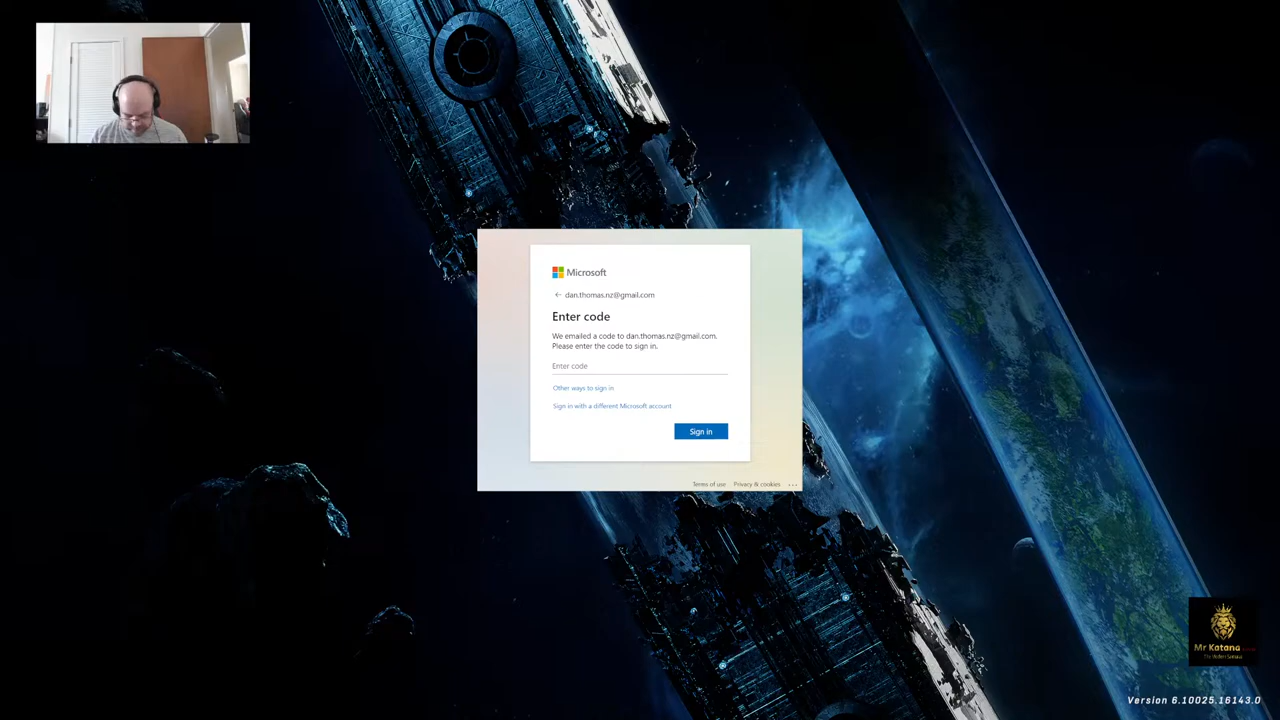 Microsoft
dan.thomas.nz@gmail.com
Enter code
We emailed a code to dan.thomas.nz@gmail.com.
Please enter the code to sign in.
Enter code
Other ways to sign in
Sign in with a different Microsoft account
Sign in
Terms of use Privacy & cookies ...
Mr Katana
Version 6.10025.16143.0